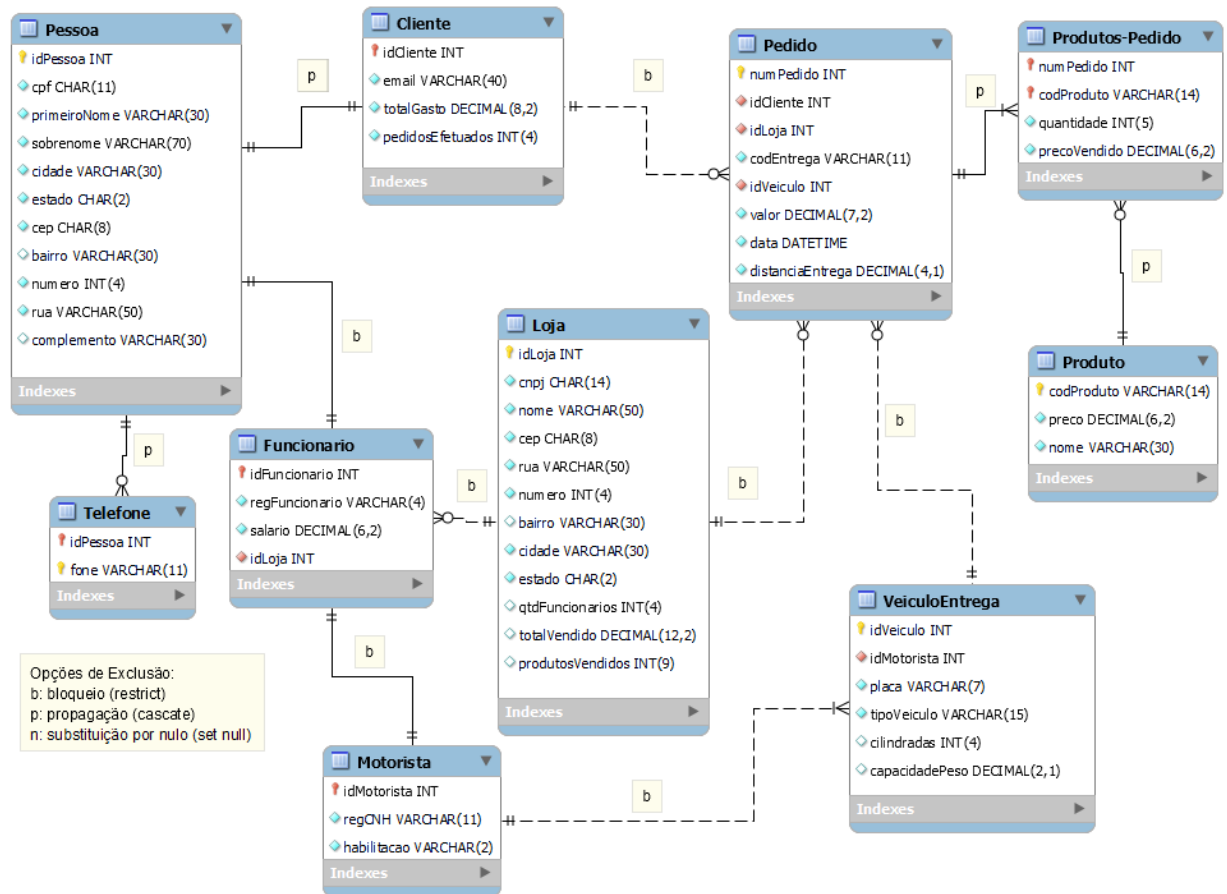 Pessoa
idPessoa INT
cpf CHAR(11)
primeiroNome VARCHAR(30)
sobrenome VARCHAR(70)
cidade VARCHAR(30)
estado CHAR(2)
cep CHAR(8)
bairro VARCHAR(30)
numero INT(4)
rua VARCHAR(50)
complemento VARCHAR(30)
Indexes
p
Cliente
idCliente INT
email VARCHAR(40)
totalGasto DECIMAL(8,2)
pedidosEfetuados INT(4)
Indexes
b
Pedido
numPedido INT
idCliente INT
idLoja INT
codEntrega VARCHAR(11)
idVeiculo INT
valor DECIMAL(7,2)
data DATETIME
distanciaEntrega DECIMAL(4,1)
Indexes
p
Produtos-Pedido
numPedido INT
codProduto VARCHAR(14)
quantidade INT(5)
precoVendido DECIMAL(6,2)
Indexes
p
Produto
codProduto VARCHAR(14)
preco DECIMAL(6,2)
nome VARCHAR(30)
Indexes
b
p
Telefone
idPessoa INT
fone VARCHAR(11)
Indexes
Funcionario
idFuncionario INT
regFuncionario VARCHAR(4)
salario DECIMAL(6,2)
idLoja INT
Indexes
b
Loja
idLoja INT
cnpj CHAR(14)
nome VARCHAR(50)
cep CHAR(8)
rua VARCHAR(50)
numero INT(4)
bairro VARCHAR(30)
cidade VARCHAR(30)
estado CHAR(2)
qtdFuncionarios INT(4)
totalVendido DECIMAL(12,2)
produtosVendidos INT(9)
Indexes
b
b
VeiculoEntrega
idVeiculo INT
idMotorista INT
placa VARCHAR(7)
tipoVeiculo VARCHAR(15)
cilindradas INT(4)
capacidadePeso DECIMAL(2,1)
Indexes
b
Opções de Exclusão:
b: bloqueio (restrict)
p: propagação (cascate)
n: substituição por nulo (set null)
Motorista
idMotorista INT
regCNH VARCHAR(11)
habilitacao VARCHAR(2)
Indexes
b